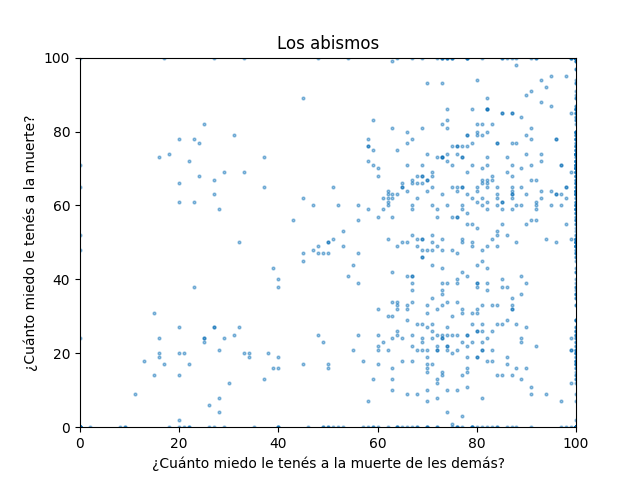 Los abismos
100
80
60
40
20
0
¿Cuánto miedo le tenés a la muerte?
0 20 40 60 80 100
¿Cuánto miedo le tenés a la muerte de les demás?